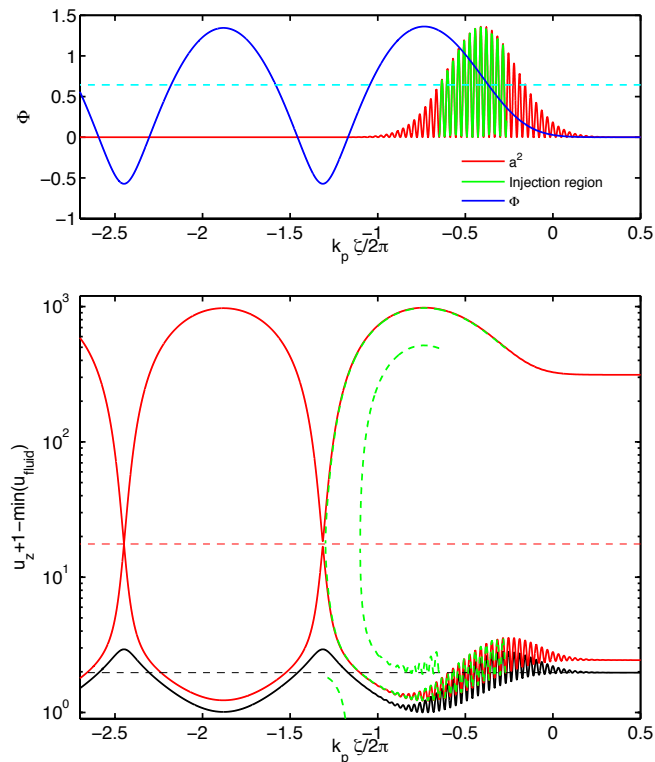 1.5
1
0.5
0
−0.5
−1
Φ
−2.5 −2 −1.5 −1 −0.5 0 0.5
k_p ζ/2π
a²
Injection region
Φ
10³
10²
10¹
10⁰
u_z+1−min(u_fluid)
−2.5 −2 −1.5 −1 −0.5 0 0.5
k_p ζ/2π